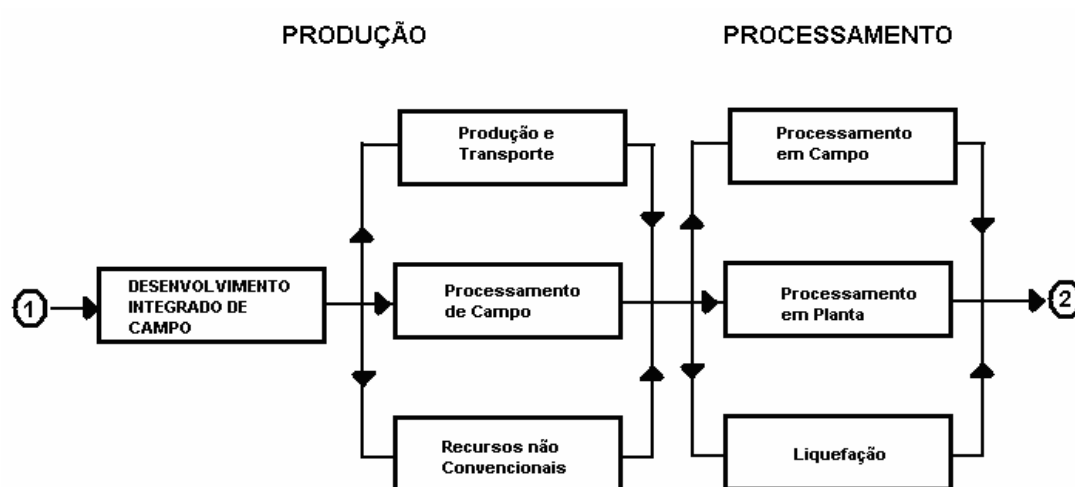 PRODUÇÃO
PROCESSAMENTO
Produção e
Transporte
Processamento
em Campo
1
DESENVOLVIMENTO
INTEGRADO DE
CAMPO
Processamento
de Campo
Processamento
em Planta
2
Recursos não
Convencionais
Liquefação